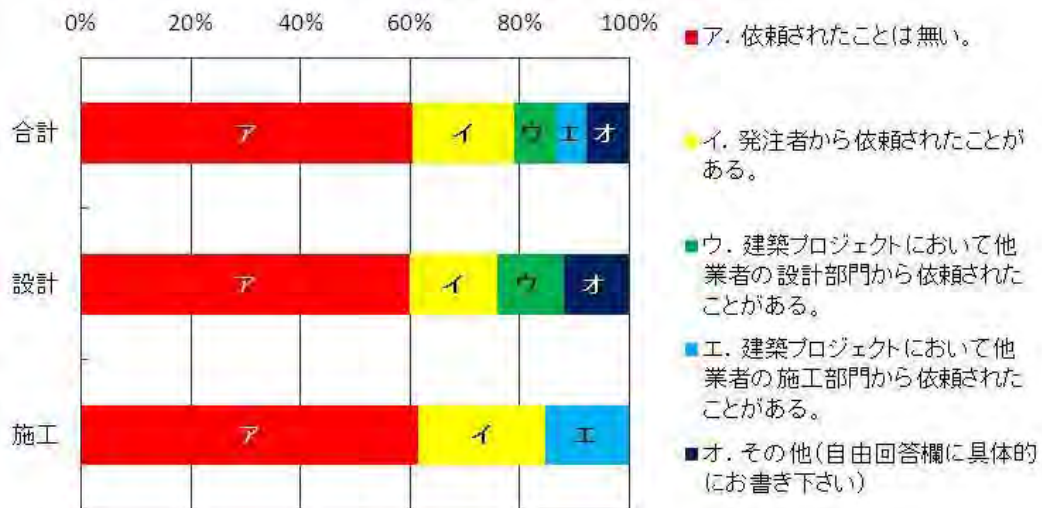 0% 20% 40% 60% 80% 100%
合計 ア イ ウ エ オ
設計 ア イ ウ オ
施工 ア イ エ
ア. 依頼されたことは無い。
イ. 発注者から依頼されたことが
ある。
ウ. 建築プロジェクトにおいて他
業者の設計部門から依頼された
ことがある。
エ. 建築プロジェクトにおいて他
業者の施工部門から依頼された
ことがある。
オ. その他(自由回答欄に具体的
にお書き下さい)